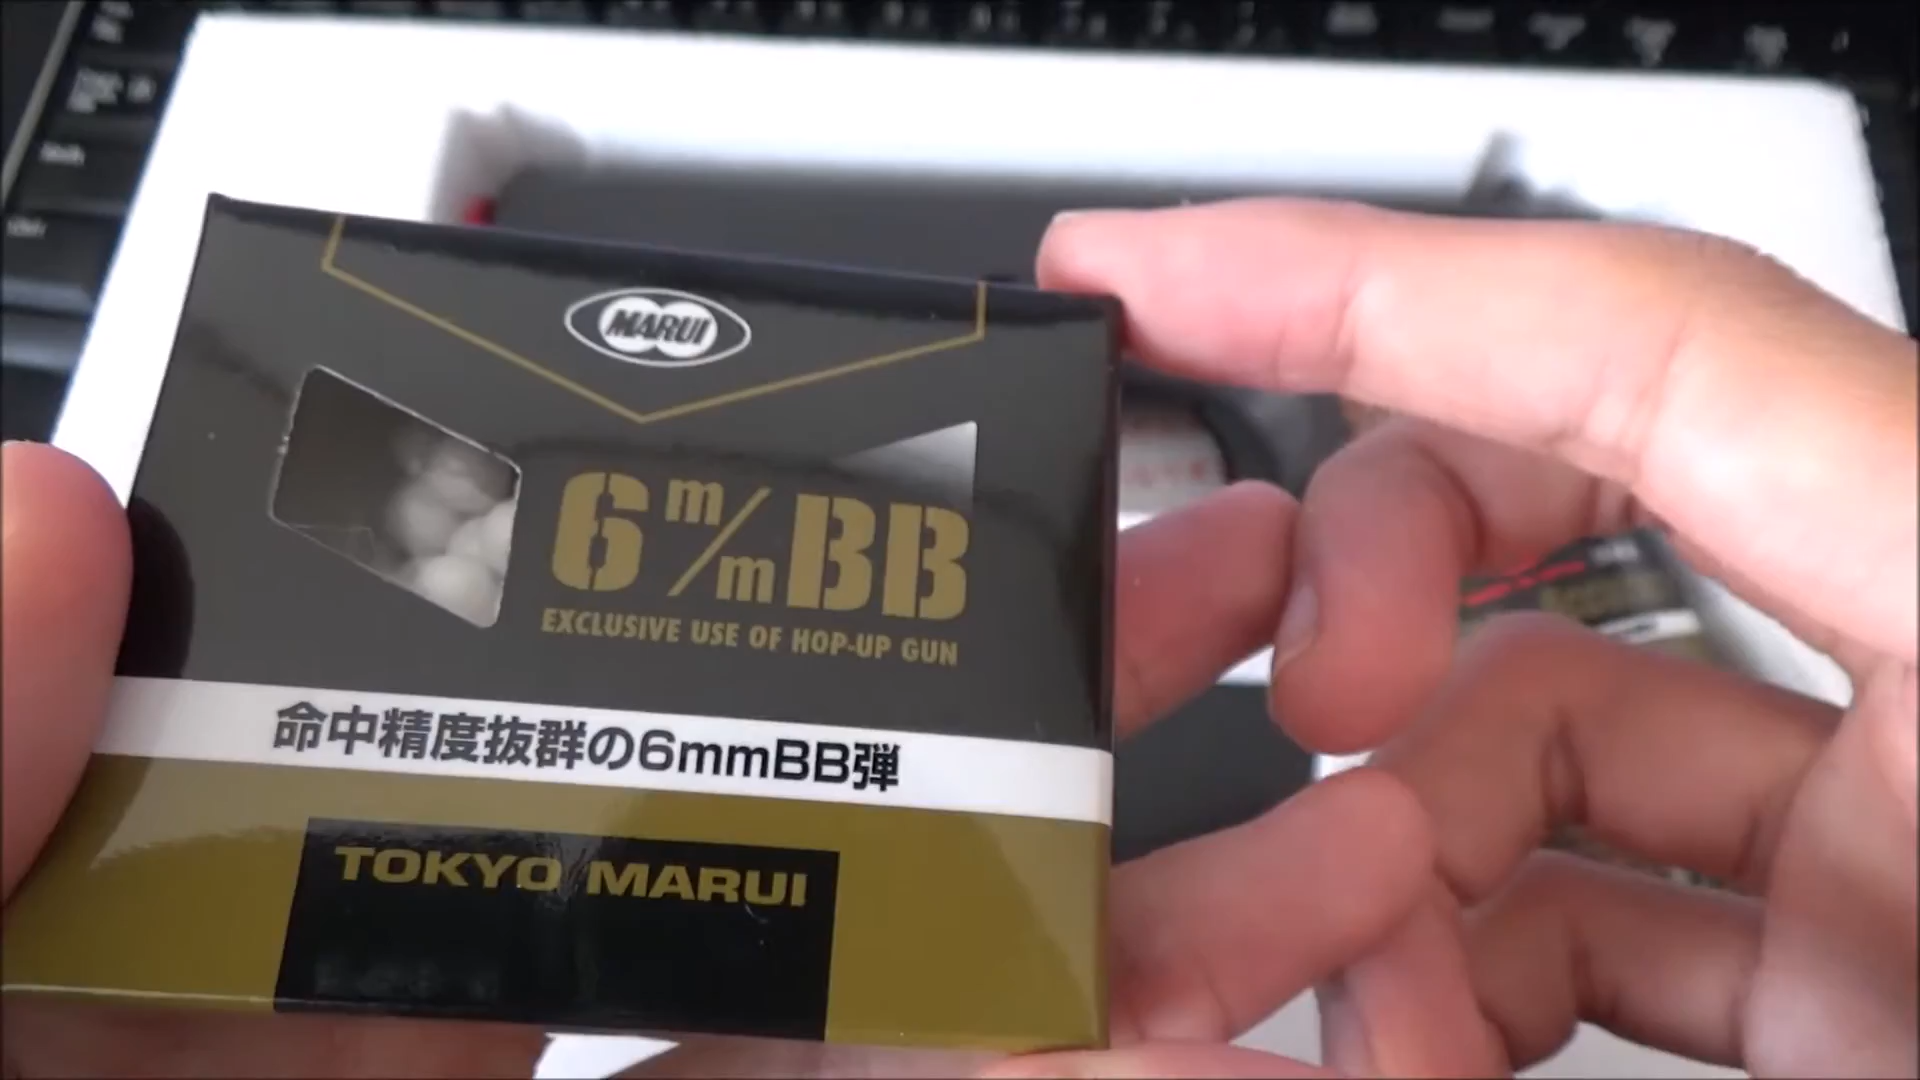 MARUI
6m/mBB
EXCLUSIVE USE OF HOP-UP GUN
命中精度抜群の6mmBB弾
TOKYO MARUI